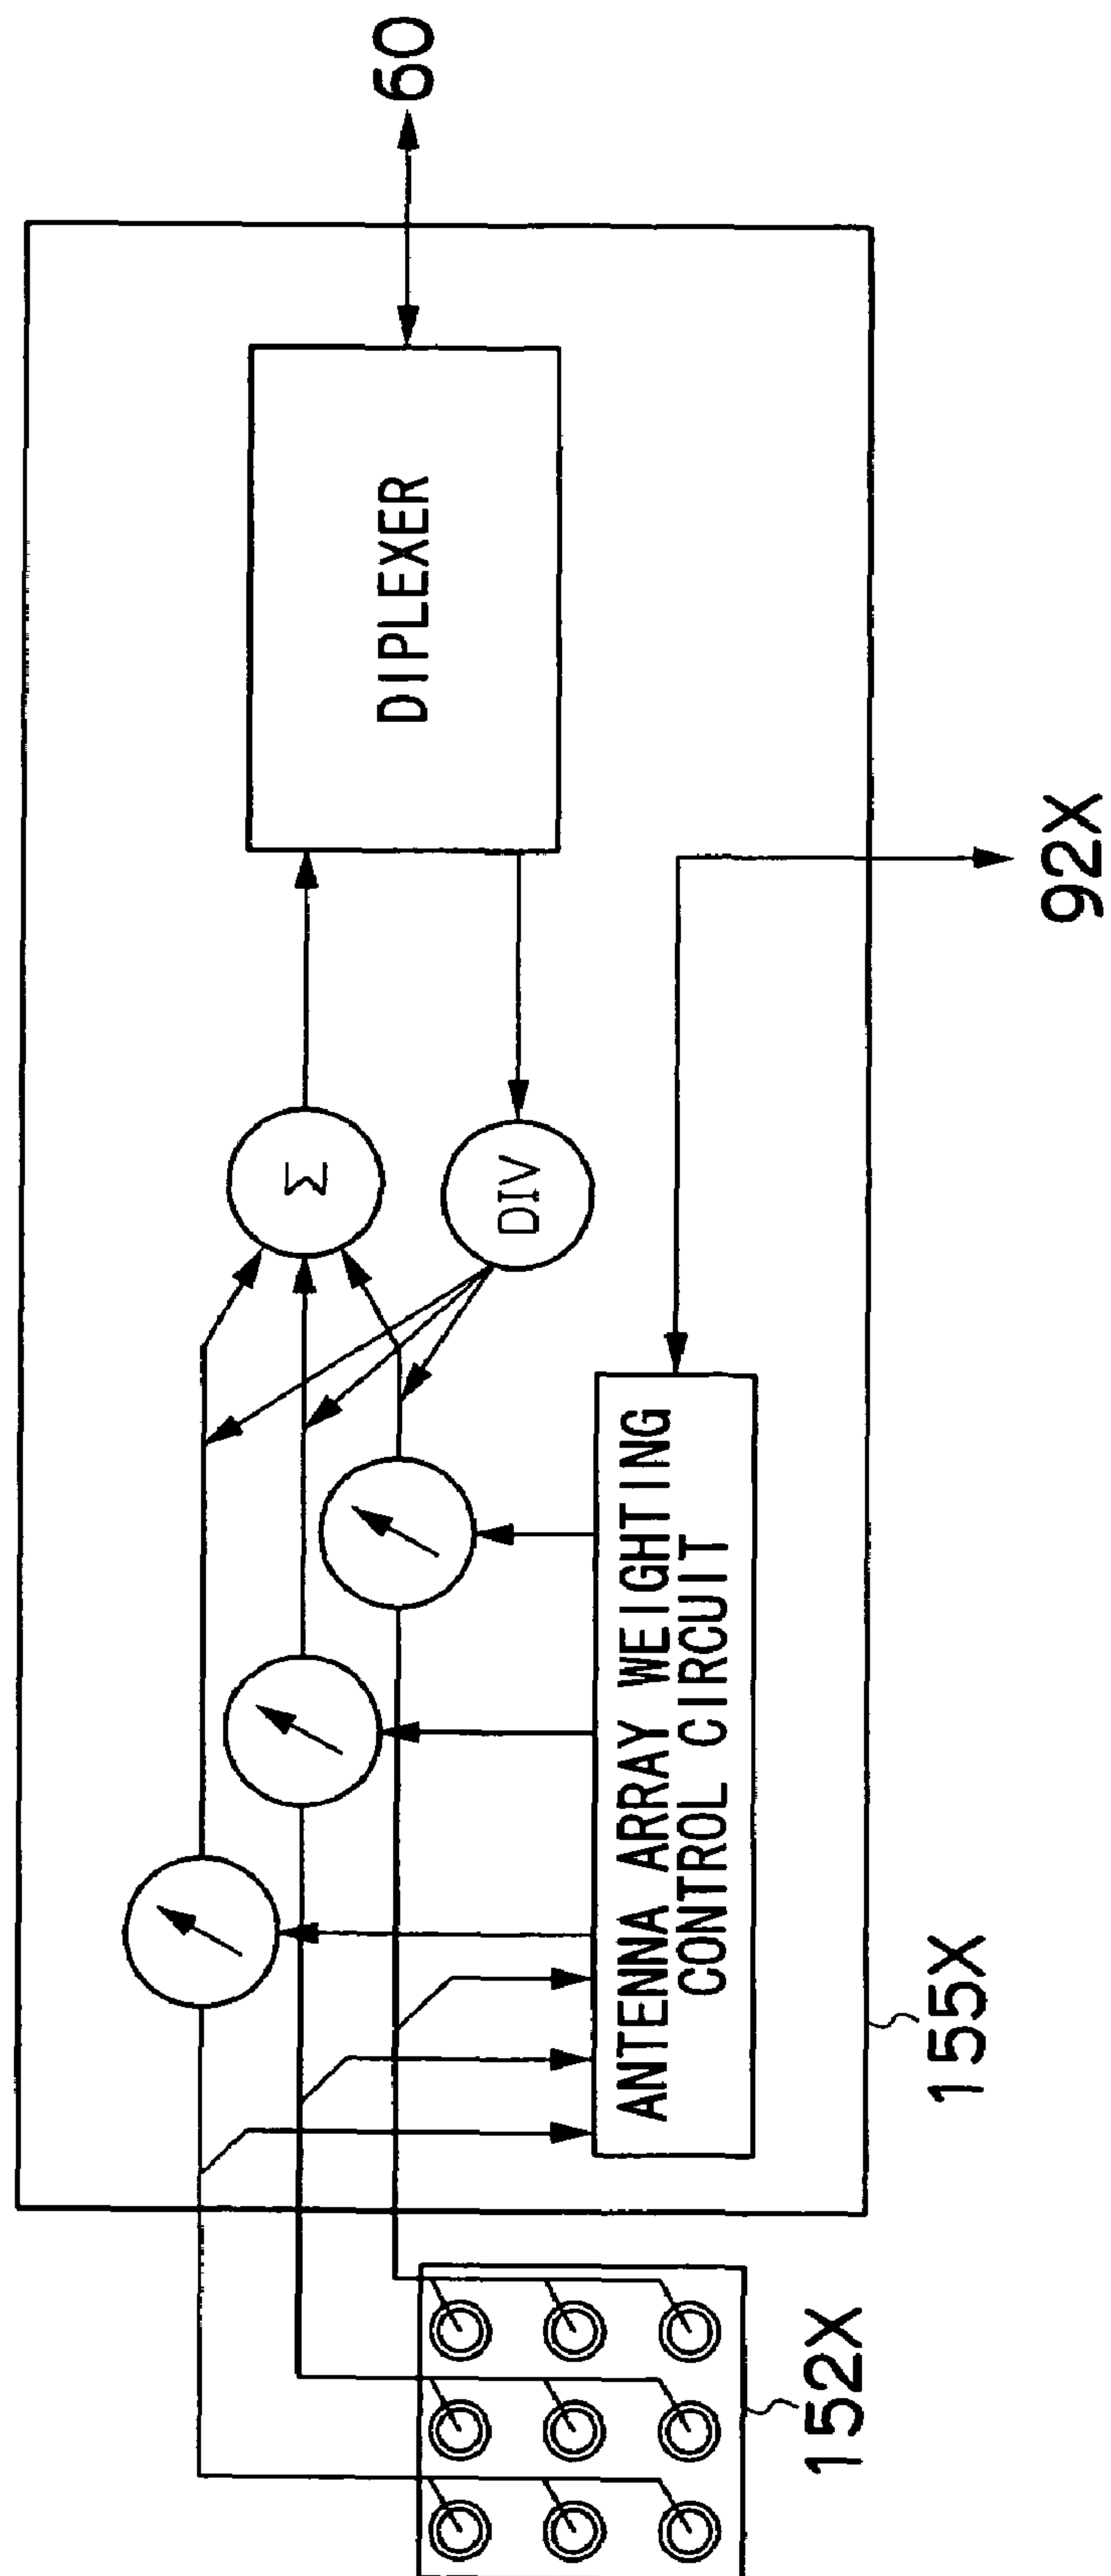 60
DIPLEXER
Σ
DIV
92X
ANTENNA ARRAY WEIGHTING
CONTROL CIRCUIT
155X
152X